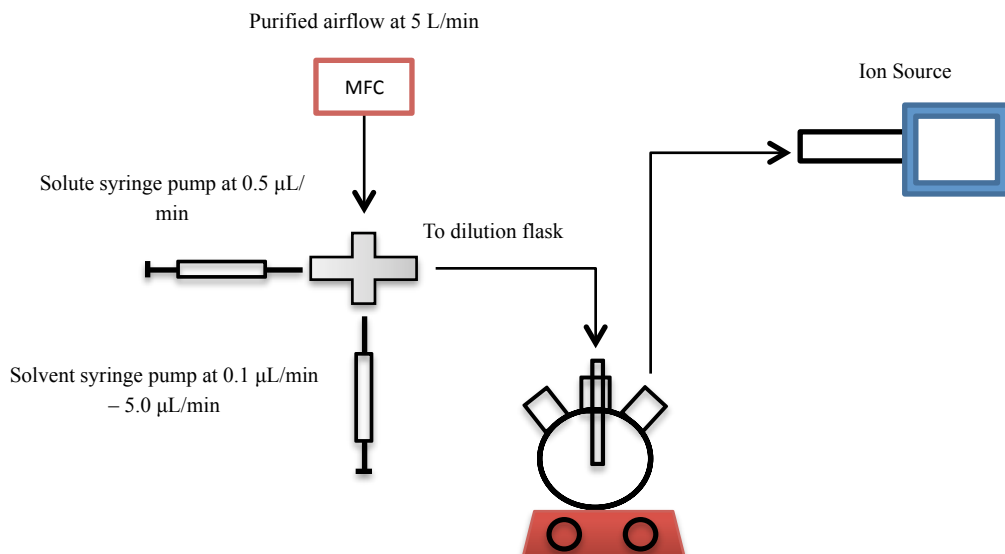 Purified airflow at 5 L/min
MFC
Ion Source
Solute syringe pump at 0.5 μL/
min
To dilution flask
Solvent syringe pump at 0.1 μL/min
– 5.0 μL/min